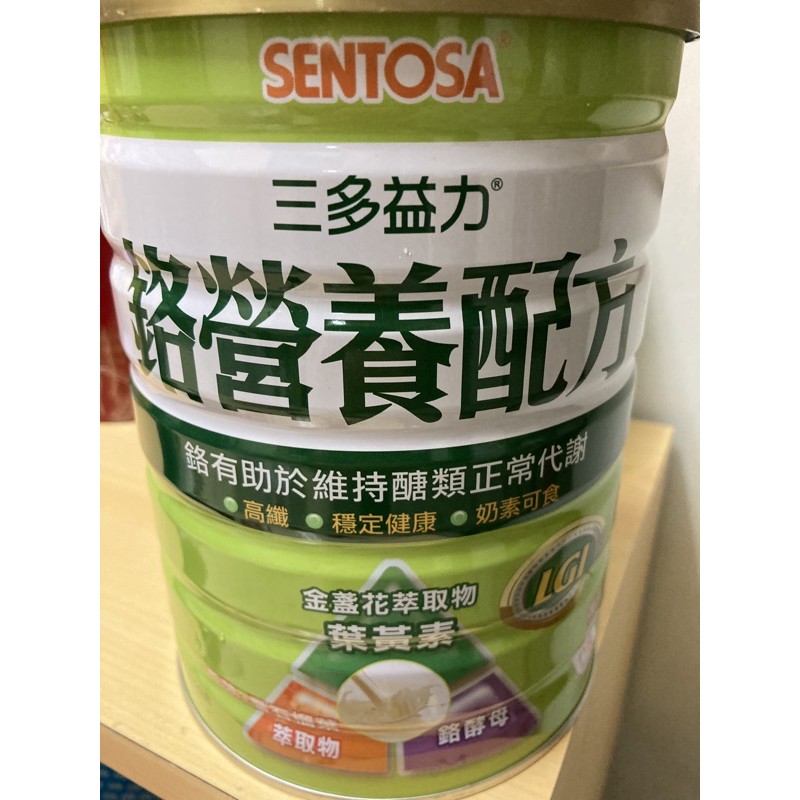 SENTOSA
三多益力®
鉻營養配方
鉻有助於維持醣類正常代謝
高纖 穩定健康 奶素可食
LGI
金盞花萃取物
葉黃素
萃取物
鉻酵母